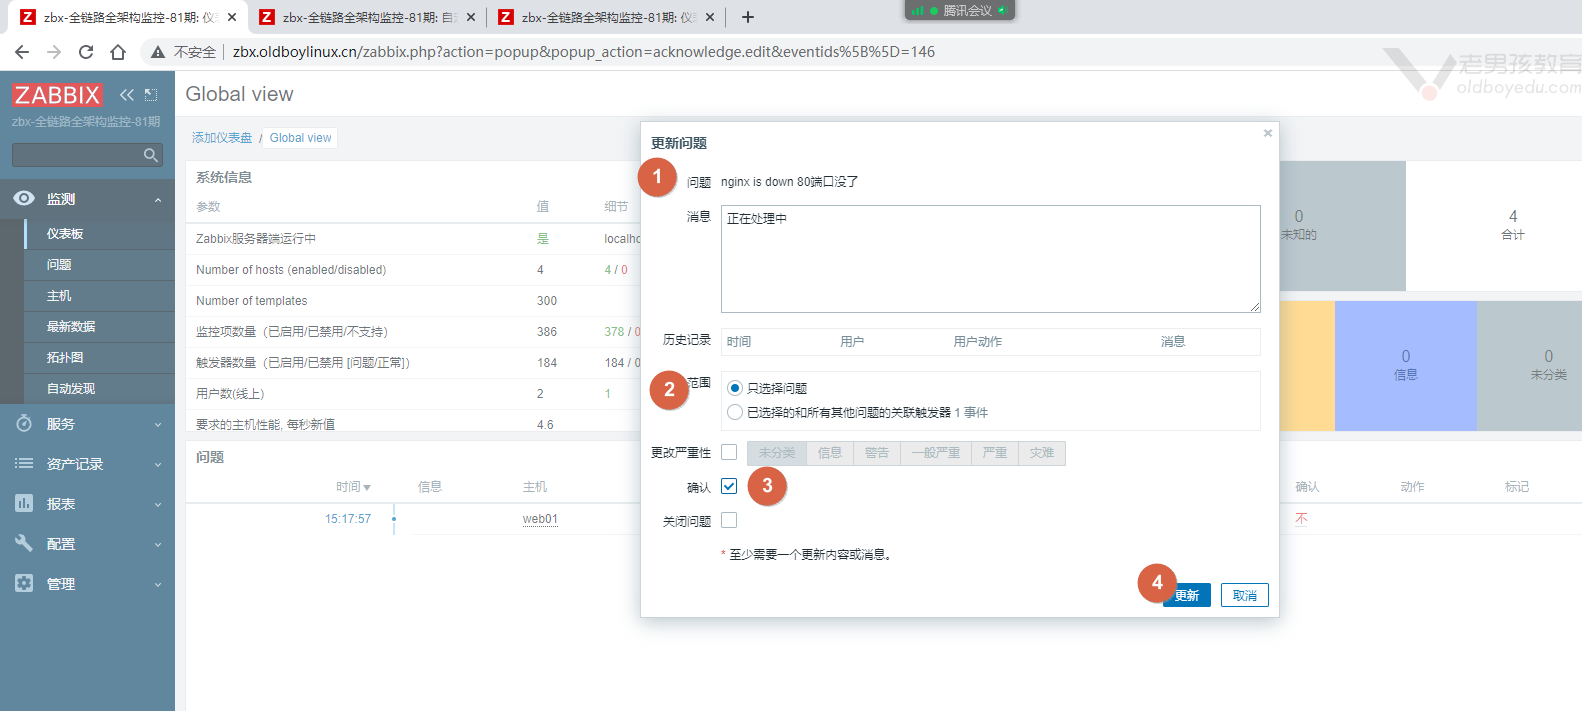 zbx-全链路全架构监控-81期: 仪
zbx-全链路全架构监控-81期: 自
zbx-全链路全架构监控-81期: 仪
腾讯会议
不安全
zbx.oldboylinux.cn/zabbix.php?action=popup&popup_action=acknowledge.edit&eventids%5B%5D=146
老男孩教育
oldboyedu.com
ZABBIX
zbx-全链路全架构监控-81期
监测
仪表板
问题
主机
最新数据
拓扑图
自动发现
服务
资产记录
报表
配置
管理
Global view
添加仪表盘 / Global view
系统信息
参数 值 细节
Zabbix服务器端运行中 是 localho
Number of hosts (enabled/disabled) 4 4 / 0
Number of templates 300
监控项数量（已启用/已禁用/不支持） 386 378 / 0
触发器数量（已启用/已禁用 [问题/正常]） 184 184 / 0
用户数(线上) 2 1
要求的主机性能, 每秒新值 4.6
问题
时间 信息 主机
15:17:57 web01
更新问题
1
问题 nginx is down 80端口没了
消息 正在处理中
历史记录 时间 用户 用户动作 消息
2
范围 只选择问题
已选择的和所有其他问题的关联触发器 1 事件
更改严重性 未分类 信息 警告 一般严重 严重 灾难
确认 3
关闭问题
* 至少需要一个更新内容或消息。
4
更新 取消
0
未知的
4
合计
0
信息
0
未分类
确认 动作 标记
不